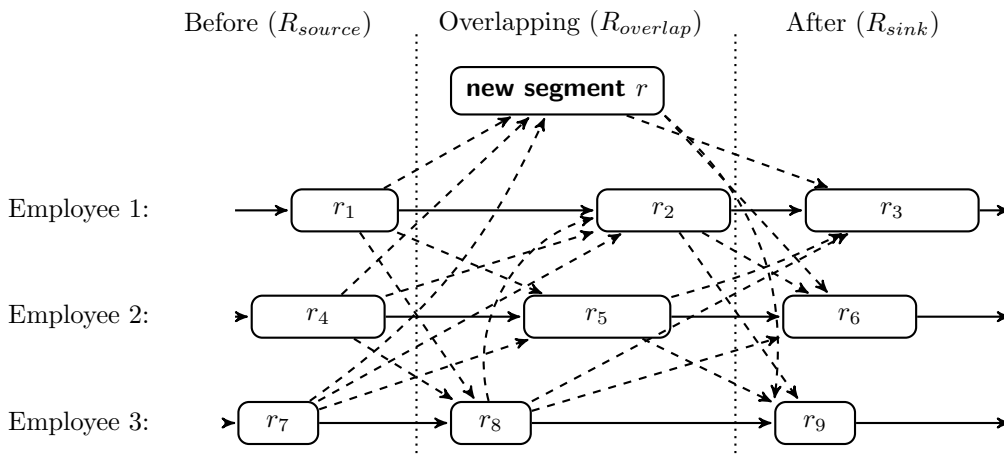 Before (R_source) Overlapping (R_overlap) After (R_sink)
new segment r
Employee 1: r_1 r_2 r_3
Employee 2: r_4 r_5 r_6
Employee 3: r_7 r_8 r_9